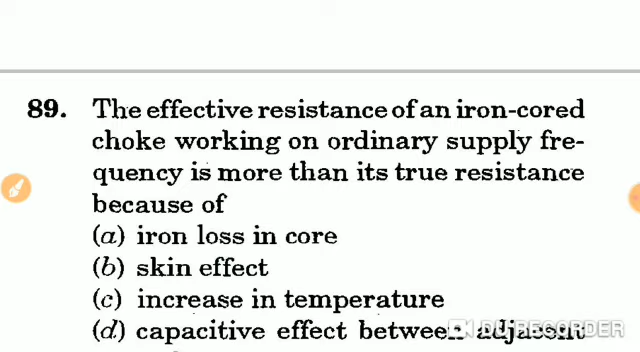 89. The effective resistance of an iron-cored
choke working on ordinary supply fre-
quency is more than its true resistance
because of
(a) iron loss in core
(b) skin effect
(c) increase in temperature
(d) capacitive effect between adjacent
DU RECORDER